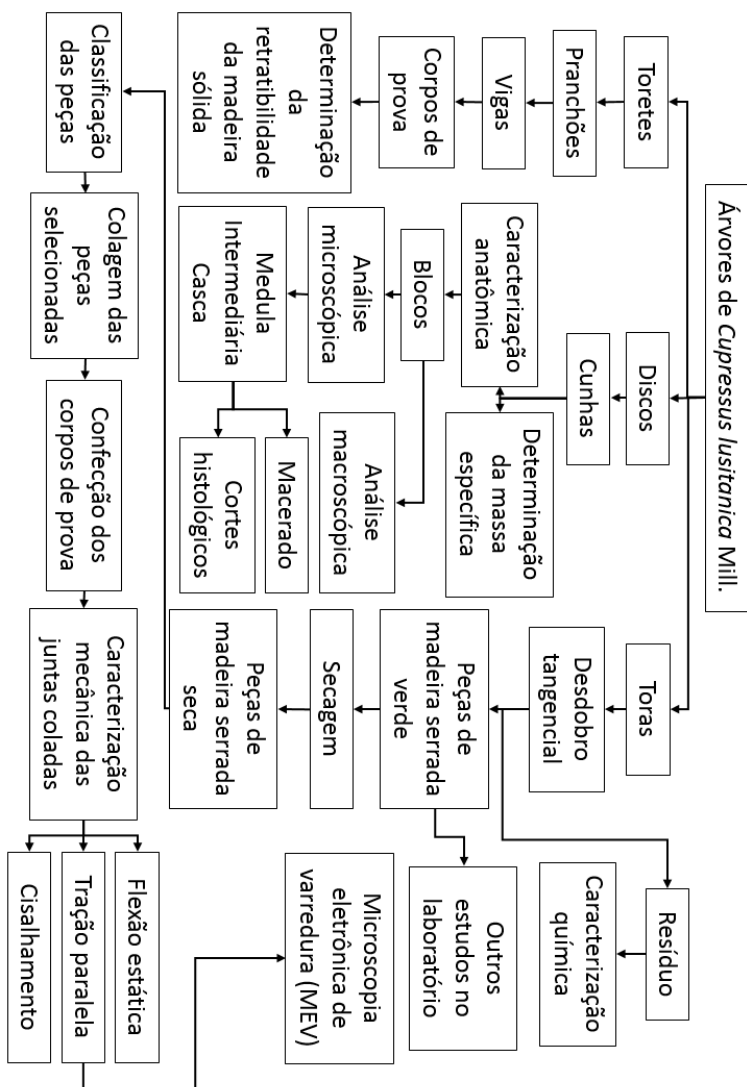 Árvores de Cupressus lusitanica Mill.
Toretes
Discos
Toras
Pranchões
Cunhas
Desdobro
tangencial
Resíduo
Vigas
Caracterização
anatômica
Determinação
da massa
específica
Peças de
madeira serrada
verde
Caracterização
química
Corpos de
prova
Blocos
Secagem
Outros
estudos no
laboratório
Determinação
da
retratibilidade
da madeira
sólida
Análise
microscópica
Análise
macroscópica
Peças de
madeira serrada
seca
Microscopia
eletrônica de
varredura (MEV)
Medula
Intermediária
Casca
Macerado
Cortes
histológicos
Classificação
das peças
Colagem das
peças
selecionadas
Confecção dos
corpos de prova
Caracterização
mecânica das
juntas coladas
Flexão estática
Tração paralela
Cisalhamento